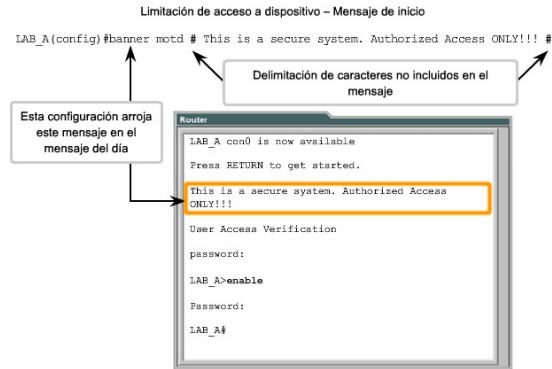 Limitación de acceso a dispositivo – Mensaje de inicio
LAB_A(config)#banner motd # This is a secure system. Authorized Access ONLY!!! #
Delimitación de caracteres no incluidos en el
mensaje
Esta configuración arroja
este mensaje en el
mensaje del día
Router
LAB_A con0 is now available
Press RETURN to get started.
This is a secure system. Authorized Access
ONLY!!!
User Access Verification
password:
LAB_A>enable
Password:
LAB_A#